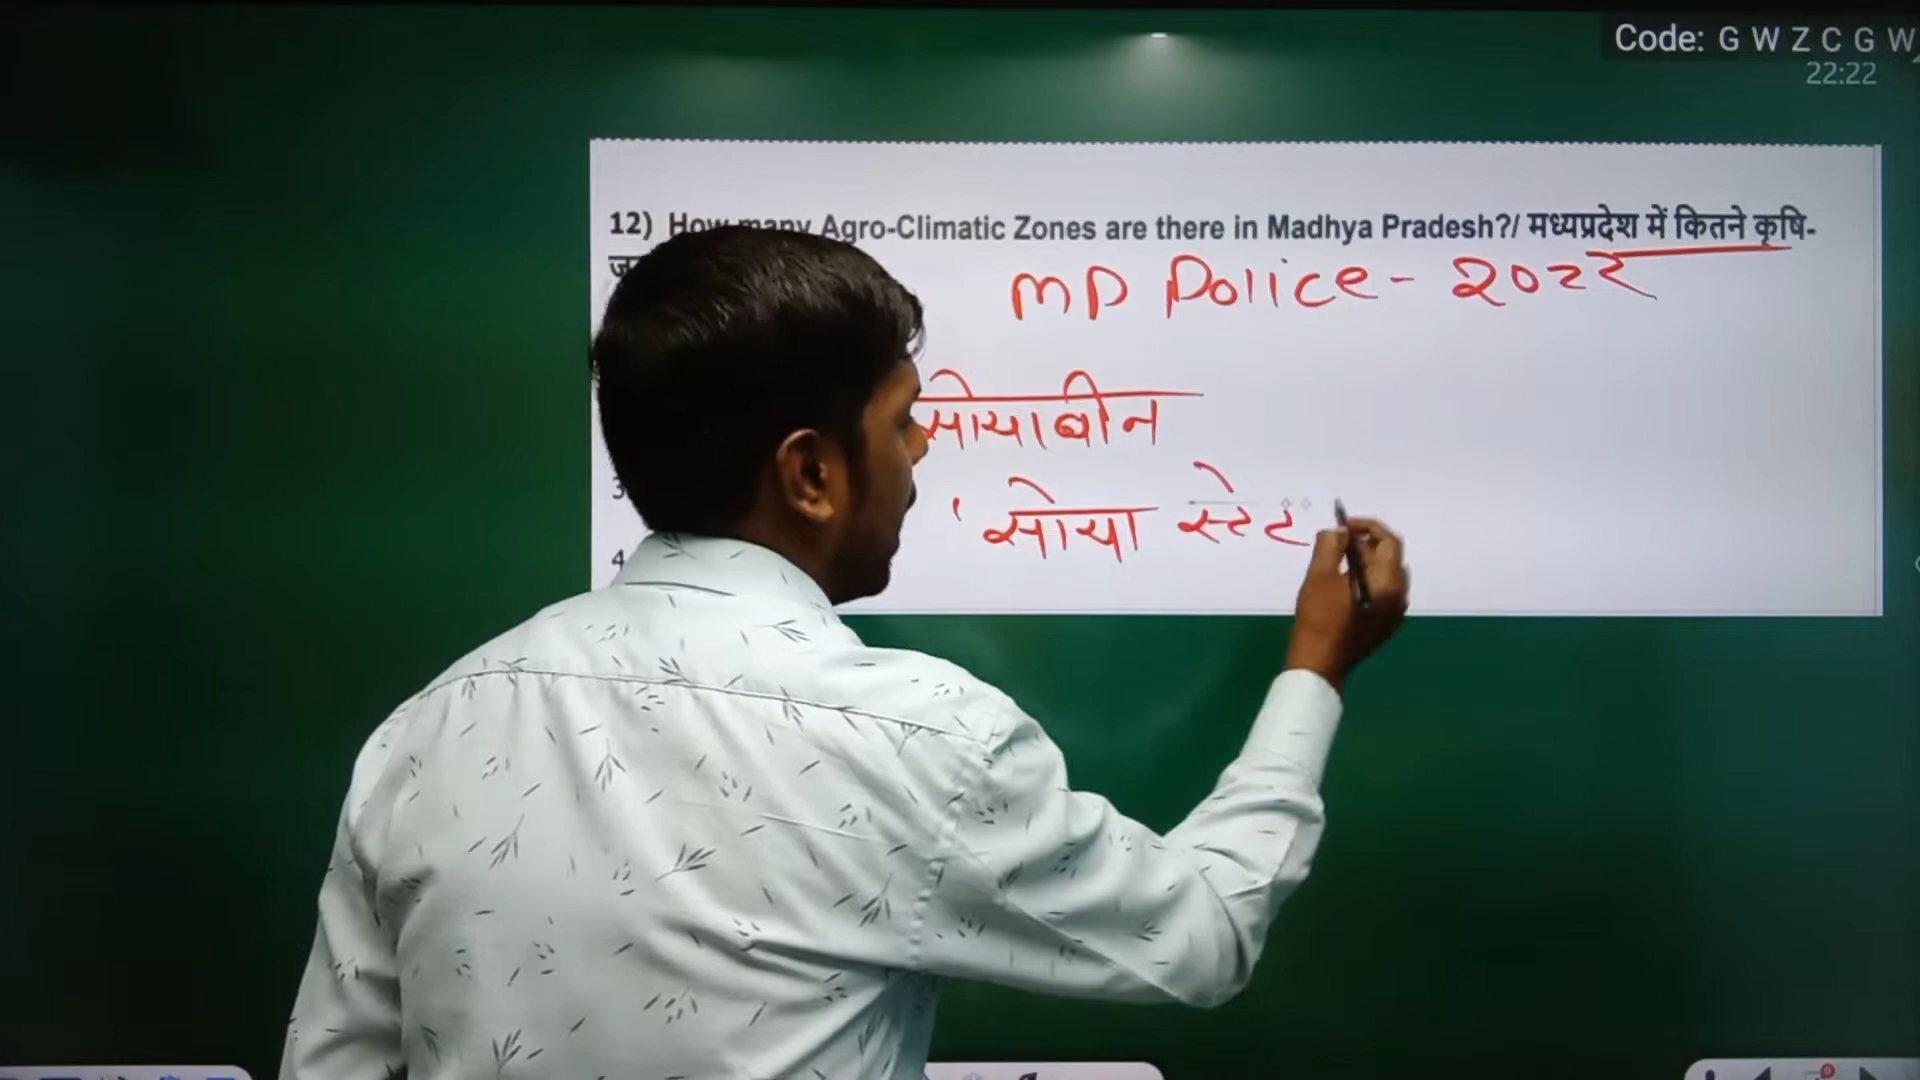 Code: G W Z C G W
22:22
12) How many Agro-Climatic Zones are there in Madhya Pradesh?/ मध्यप्रदेश में कितने कृषि-
MP Police - 2022
सोयाबीन
' सोया स्टेट
4